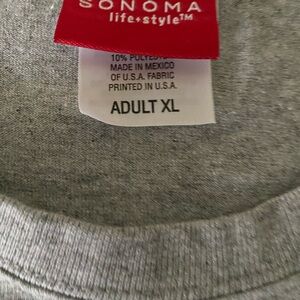 SONOMA
life+style™
10% POLYESTER
MADE IN MEXICO
OF U.S.A. FABRIC
PRINTED IN U.S.A.
ADULT XL